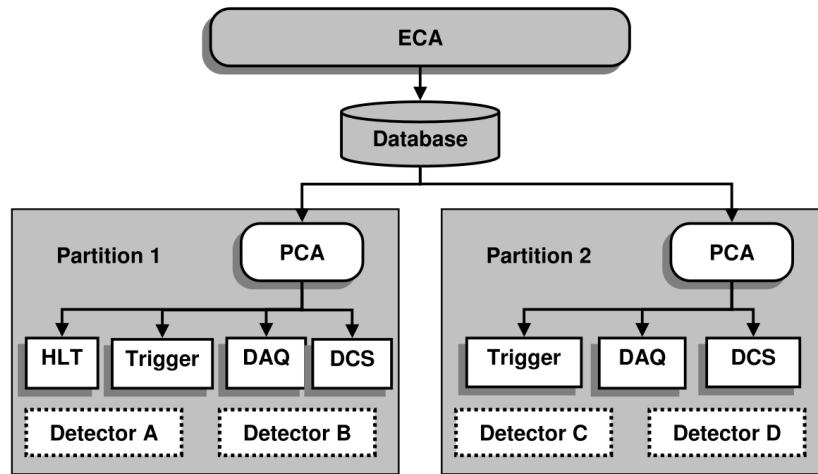 ECA
Database
Partition 1
PCA
HLT
Trigger
DAQ
DCS
Detector A
Detector B
Partition 2
PCA
Trigger
DAQ
DCS
Detector C
Detector D